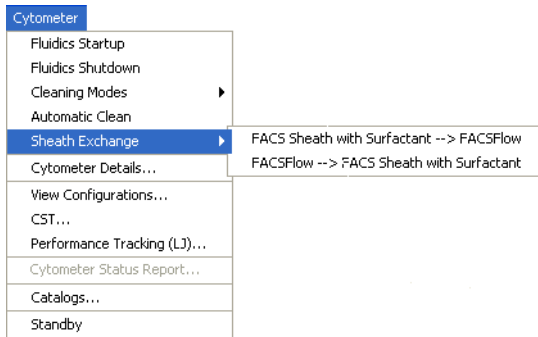 Cytometer
Fluidics Startup
Fluidics Shutdown
Cleaning Modes
Automatic Clean
Sheath Exchange
FACS Sheath with Surfactant --> FACSFlow
FACSFlow --> FACS Sheath with Surfactant
Cytometer Details...
View Configurations...
CST...
Performance Tracking (LJ)...
Cytometer Status Report...
Catalogs...
Standby